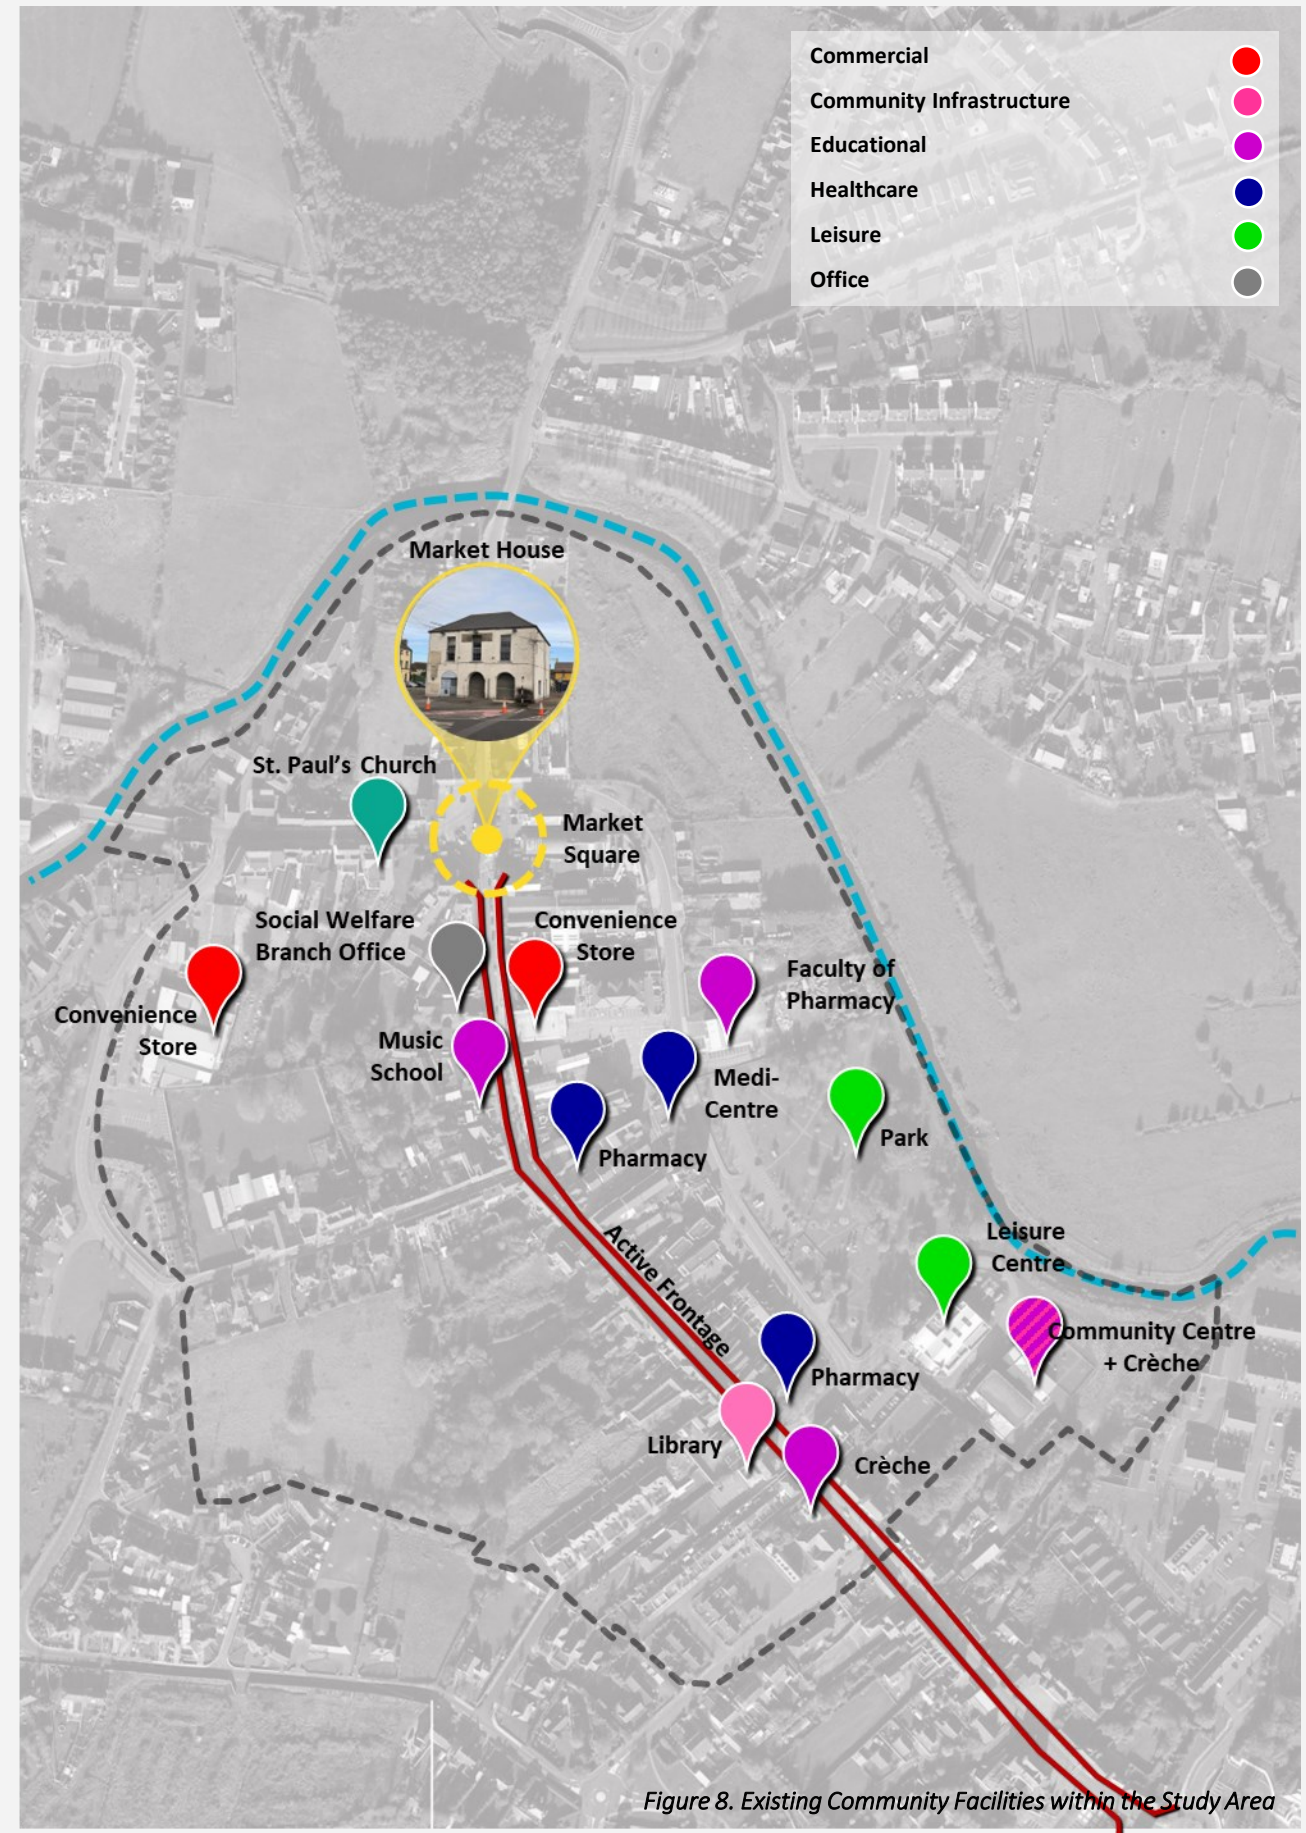 Commercial
Community Infrastructure
Educational
Healthcare
Leisure
Office
Market House
St. Paul's Church
Market
Square
Social Welfare
Branch Office
Convenience
Store
Faculty of
Pharmacy
Convenience
Store
Music
School
Medi-
Centre
Park
Pharmacy
Active Frontage
Leisure
Centre
Community Centre
+ Crèche
Pharmacy
Library
Crèche
Figure 8. Existing Community Facilities within the Study Area